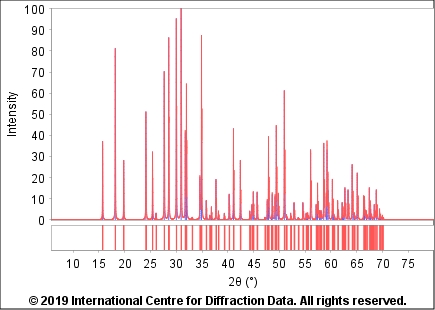 100
90
80
70
60
50
40
30
20
10
0
Intensity
10 15 20 25 30 35 40 45 50 55 60 65 70 75
2θ (°)
© 2019 International Centre for Diffraction Data. All rights reserved.